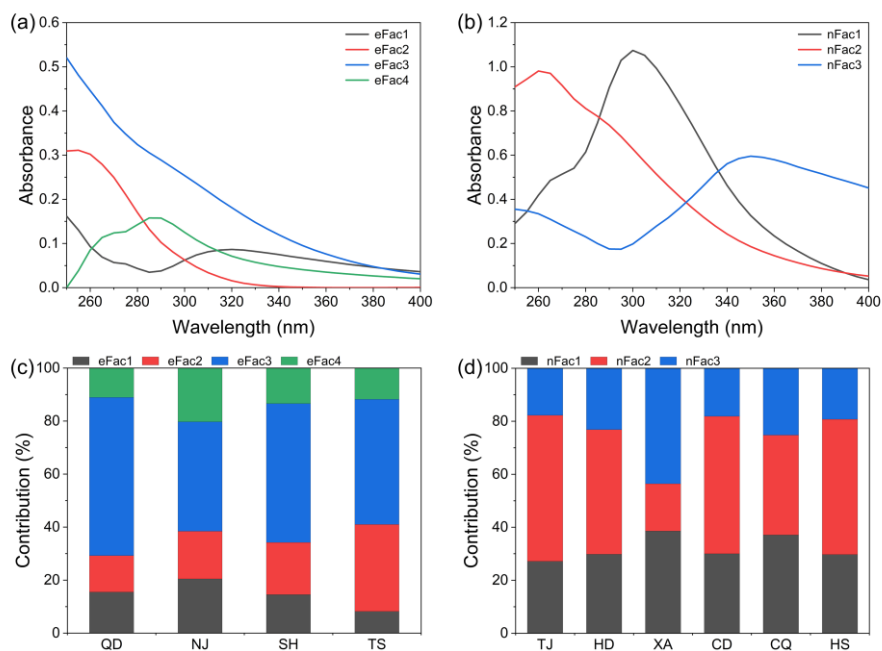 (a)
eFac1
eFac2
eFac3
eFac4
Absorbance
0.6
0.5
0.4
0.3
0.2
0.1
0.0
260 280 300 320 340 360 380 400
Wavelength (nm)
(b)
nFac1
nFac2
nFac3
Absorbance
1.2
1.0
0.8
0.6
0.4
0.2
0.0
260 280 300 320 340 360 380 400
Wavelength (nm)
(c)
eFac1 eFac2 eFac3 eFac4
Contribution (%)
100
80
60
40
20
0
QD NJ SH TS
(d)
nFac1 nFac2 nFac3
Contribution (%)
100
80
60
40
20
0
TJ HD XA CD CQ HS